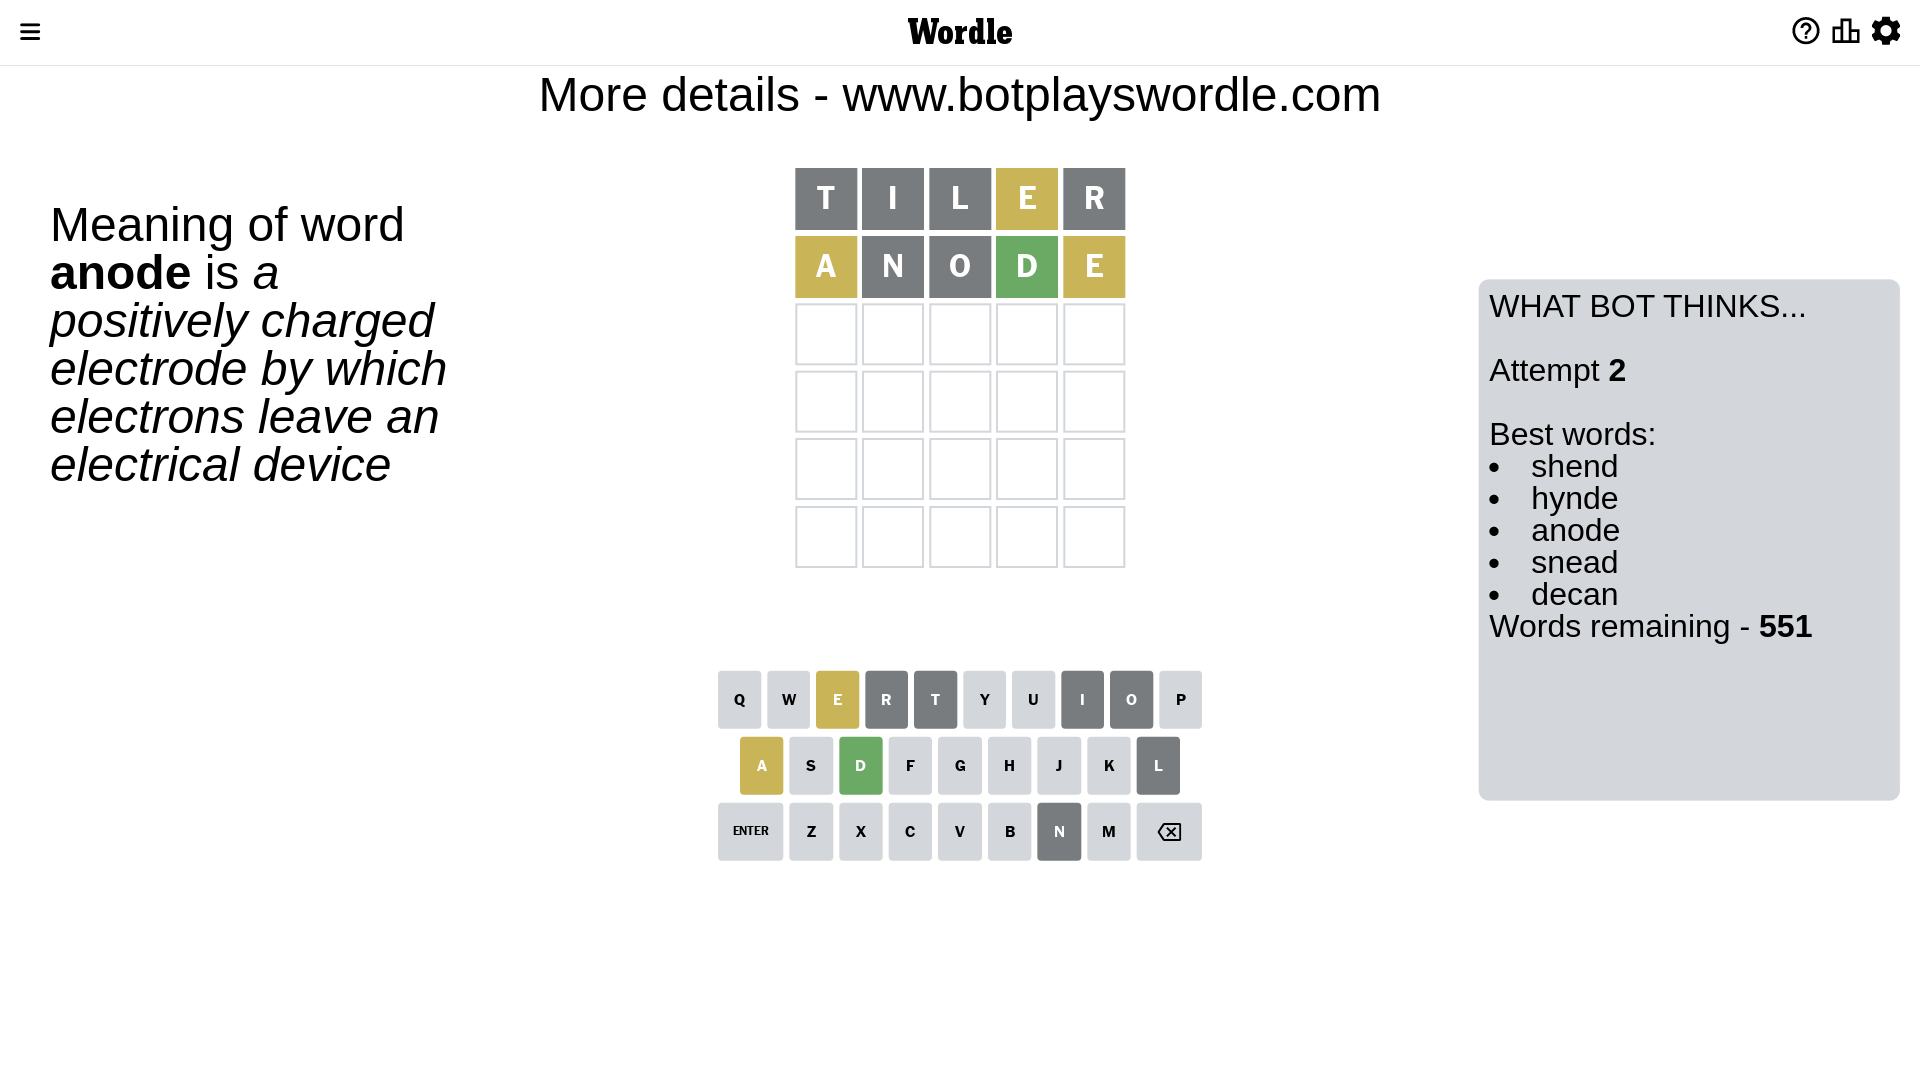 Wordle
More details - www.botplayswordle.com
Meaning of word
anode is a
positively charged
electrode by which
electrons leave an
electrical device
T I L E R
A N O D E
WHAT BOT THINKS...
Attempt 2
Best words:
• shend
• hynde
• anode
• snead
• decan
Words remaining - 551
Q W E R T Y U I O P
A S D F G H J K L
ENTER Z X C V B N M